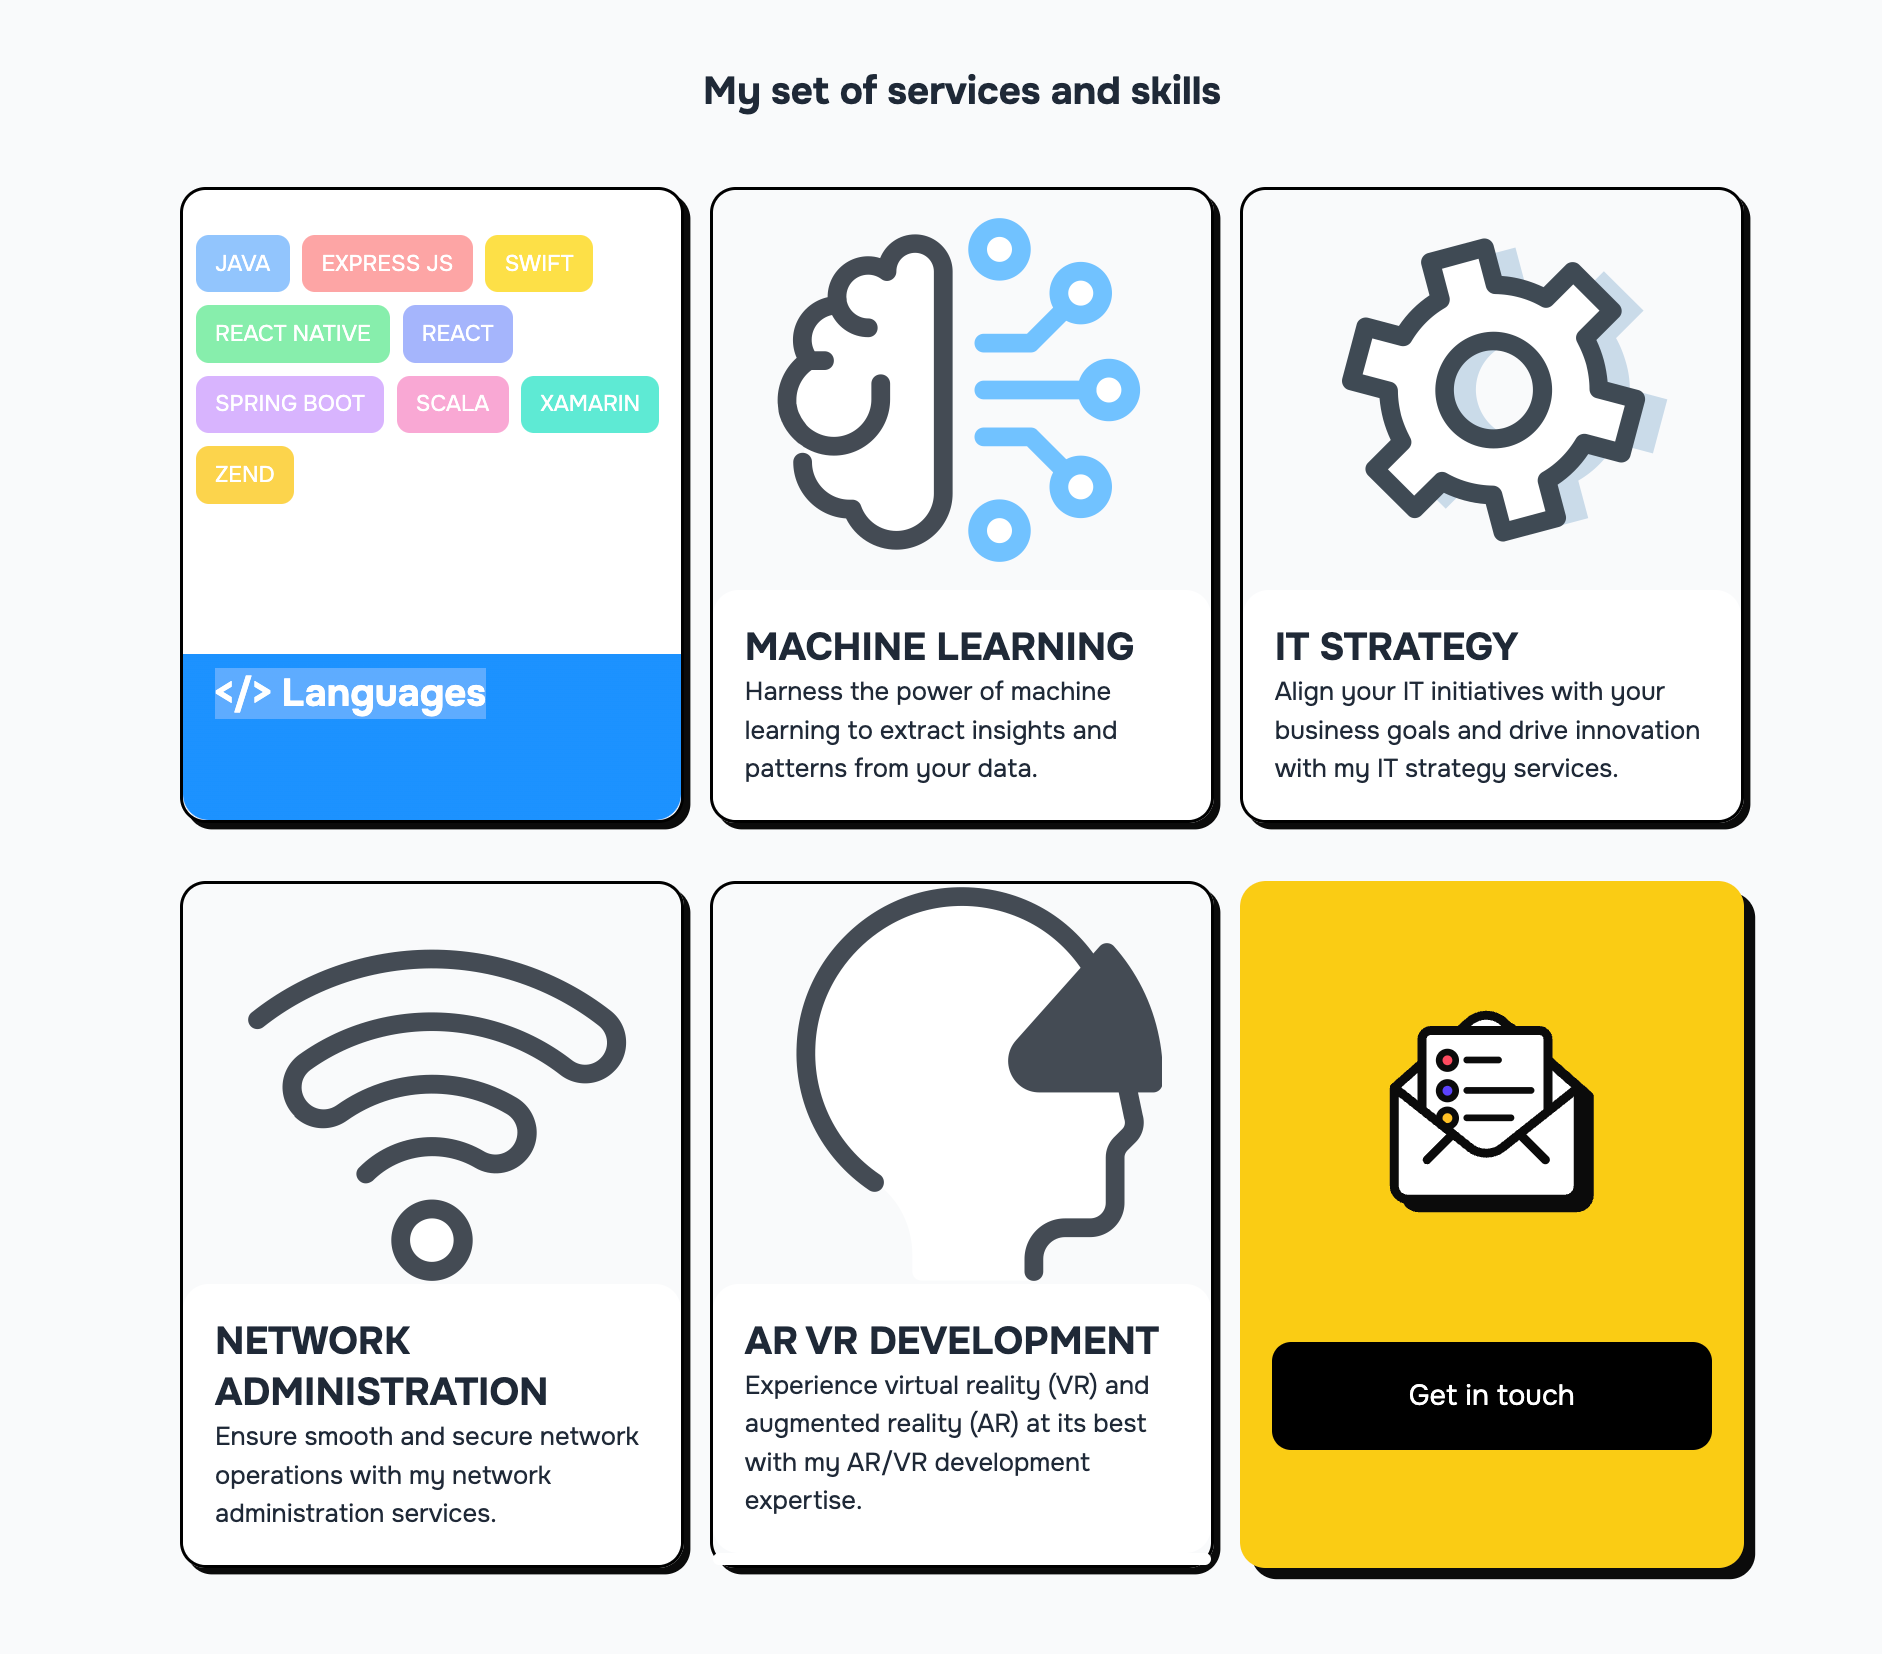 My set of services and skills
JAVA
EXPRESS JS
SWIFT
REACT NATIVE
REACT
SPRING BOOT
SCALA
XAMARIN
ZEND
</> Languages
MACHINE LEARNING
Harness the power of machine
learning to extract insights and
patterns from your data.
IT STRATEGY
Align your IT initiatives with your
business goals and drive innovation
with my IT strategy services.
NETWORK
ADMINISTRATION
Ensure smooth and secure network
operations with my network
administration services.
AR VR DEVELOPMENT
Experience virtual reality (VR) and
augmented reality (AR) at its best
with my AR/VR development
expertise.
Get in touch